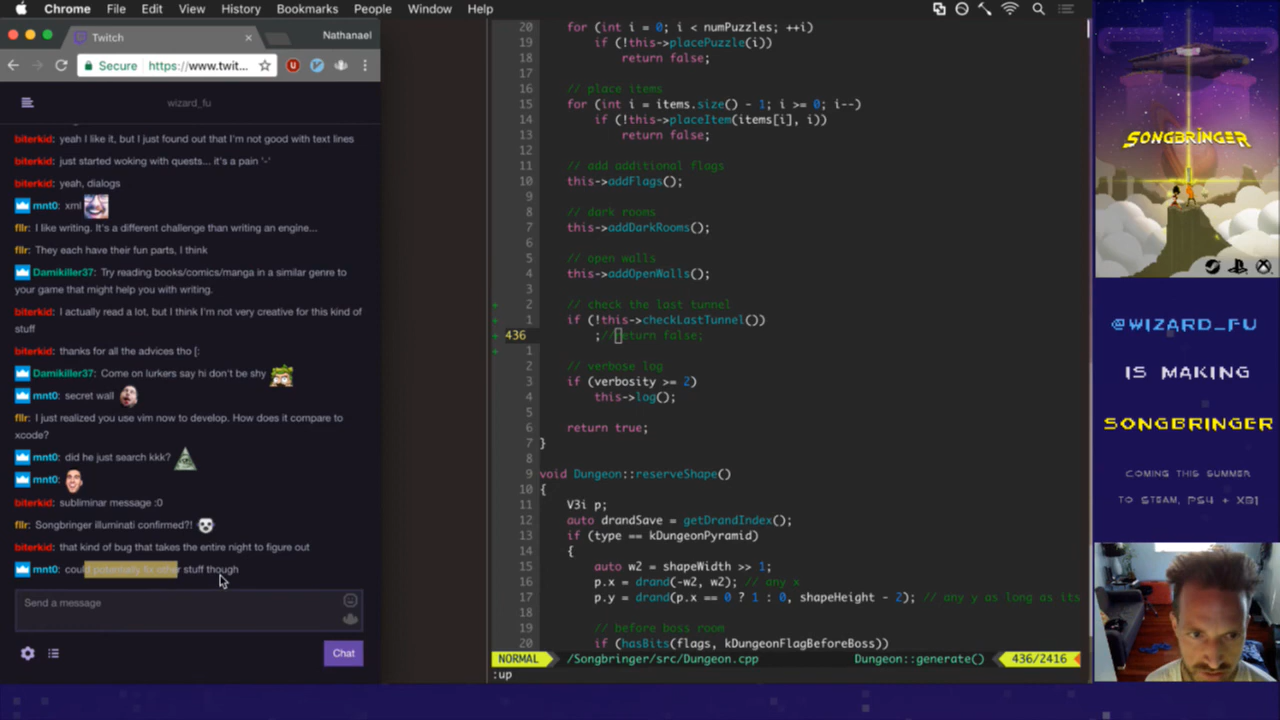 Chrome File Edit View History Bookmarks People Window Help
Twitch
Nathanael
Secure https://www.twit...
wizard_fu
biterkid: yeah I like it, but I just found out that I'm not good with text lines
biterkid: just started woking with quests... it's a pain '-'
biterkid: yeah, dialogs
mnt0: xml
fllr: I like writing. It's a different challenge than writing an engine...
fllr: They each have their fun parts, I think
Damikiller37: Try reading books/comics/manga in a similar genre to
your game that might help you with writing.
biterkid: I actually read a lot, but I think I'm not very creative for this kind of
stuff
biterkid: thanks for all the advices tho [:
Damikiller37: Come on lurkers say hi don't be shy
mnt0: secret wall
fllr: I just realized you use vim now to develop. How does it compare to
xcode?
mnt0: did he just search kkk?
mnt0:
biterkid: subliminar message :0
fllr: Songbringer illuminati confirmed?!
biterkid: that kind of bug that takes the entire night to figure out
mnt0: could potentially fix other stuff though
Send a message
Chat
20 for (int i = 0; i < numPuzzles; ++i)
19 if (!this->placePuzzle(i))
18 return false;
17
16 // place items
15 for (int i = items.size() - 1; i >= 0; i--)
14 if (!this->placeItem(items[i], i))
13 return false;
12
11 // add additional flags
10 this->addFlags();
9
8 // dark rooms
7 this->addDarkRooms();
6
5 // open walls
4 this->addOpenWalls();
3
+ 2 // check the last tunnel
+ 1 if (!this->checkLastTunnel())
+ 436 ;//return false;
+ 1
2 // verbose log
3 if (verbosity >= 2)
4 this->log();
5
6 return true;
7 }
8
9 void Dungeon::reserveShape()
10 {
11 V3i p;
12 auto drandSave = getDrandIndex();
13 if (type == kDungeonPyramid)
14 {
15 auto w2 = shapeWidth >> 1;
16 p.x = drand(-w2, w2); // any x
17 p.y = drand(p.x == 0 ? 1 : 0, shapeHeight - 2); // any y as long as its
18
19 // before boss room
20 if (hasBits(flags, kDungeonFlagBeforeBoss))
NORMAL /Songbringer/src/Dungeon.cpp Dungeon::generate() 436/2416
:up
SONGBRINGER
@WIZARD_FU
IS MAKING
SONGBRINGER
COMING THIS SUMMER
TO STEAM, PS4 + XB1